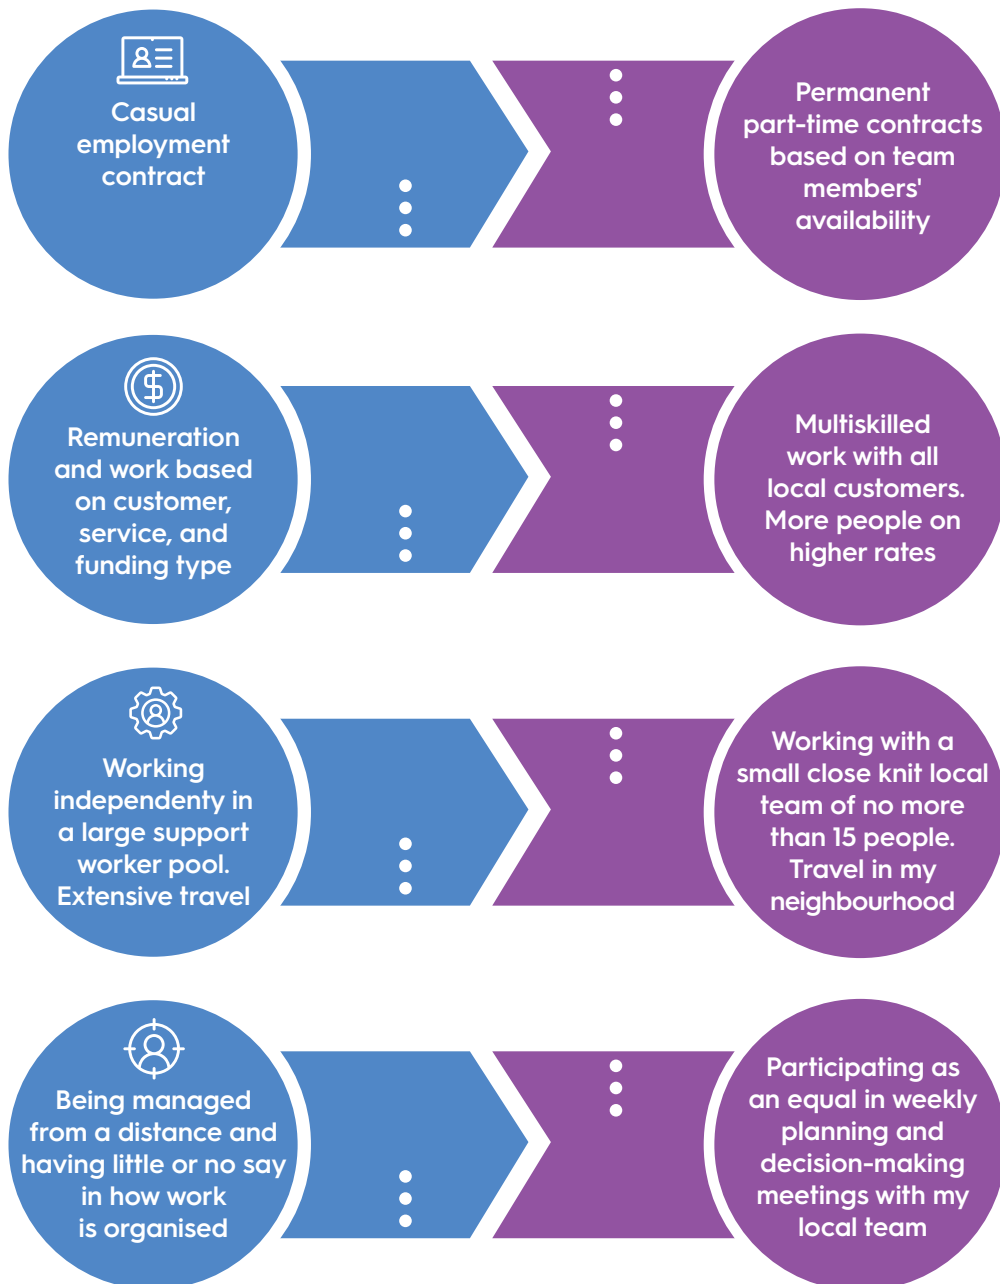 Casual
employment
contract
Permanent
part-time contracts
based on team
members'
availability
Remuneration
and work based
on customer,
service, and
funding type
Multiskilled
work with all
local customers.
More people on
higher rates
Working
independenty in
a large support
worker pool.
Extensive travel
Working with a
small close knit local
team of no more
than 15 people.
Travel in my
neighbourhood
Being managed
from a distance and
having little or no say
in how work
is organised
Participating as
an equal in weekly
planning and
decision-making
meetings with my
local team